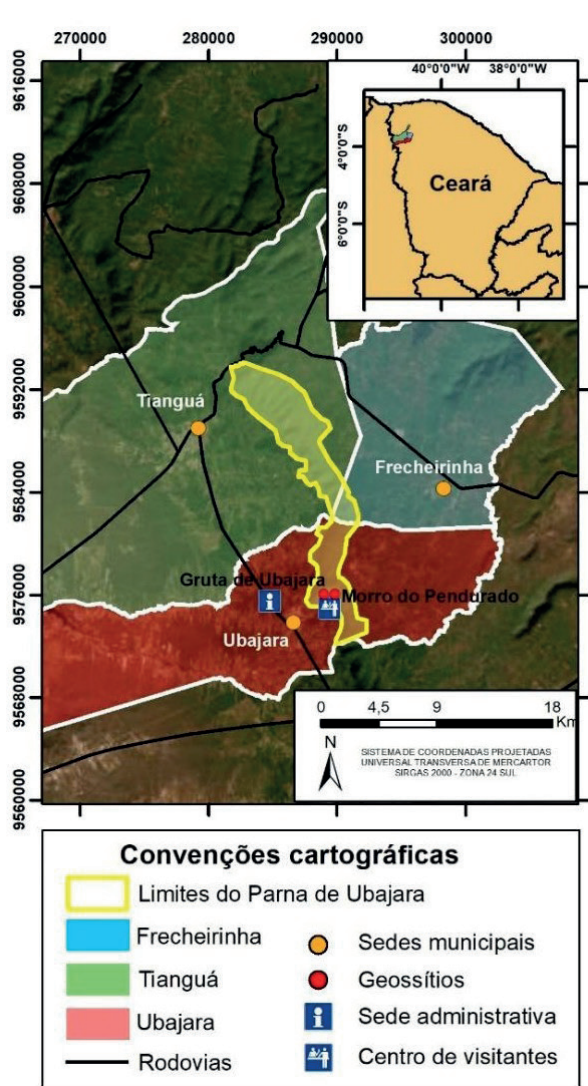 270000 280000 290000 300000
9616000
9608000
9600000
9592000
9584000
9576000
9568000
9560000
40°0'0"W 38°0'0"W
4°0'0"S
6°0'0"S
Ceará
Tianguá
Frecheirinha
Gruta de Ubajara
Morro do Pendurado
Ubajara
0 4,5 9 18
Km
N
SISTEMA DE COORDENADAS PROJETADAS
UNIVERSAL TRANSVERSA DE MERCARTOR
SIRGAS 2000 - ZONA 24 SUL
Convenções cartográficas
Limites do Parna de Ubajara
Frecheirinha
Tianguá
Ubajara
Rodovias
Sedes municipais
Geossítios
Sede administrativa
Centro de visitantes